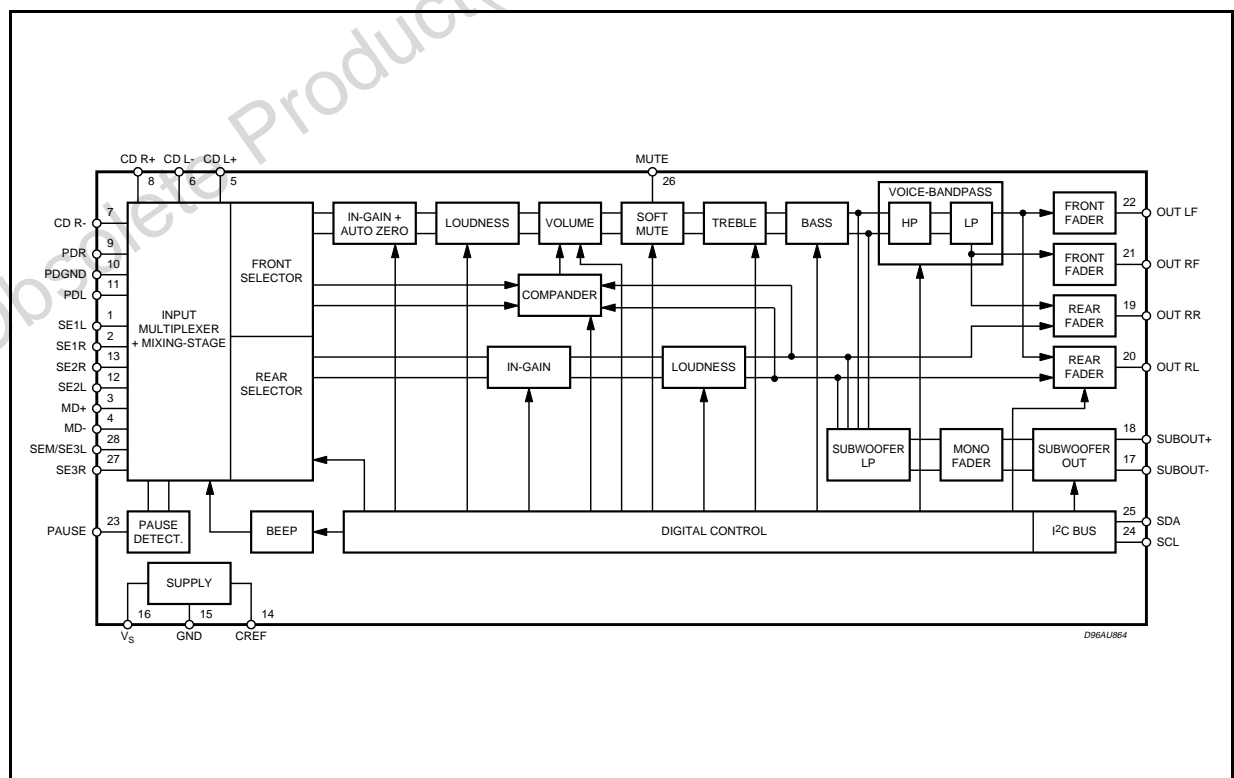 Obsolete Product(
CD R+ CD L- CD L+ MUTE
8 6 5 26
VOICE-BANDPASS
7 22
CD R- IN-GAIN + LOUDNESS VOLUME SOFT TREBLE BASS HP LP FRONT OUT LF
AUTO ZERO MUTE FADER
9
PDR
10 FRONT 21
PDGND SELECTOR FRONT OUT RF
FADER
11
PDL COMPANDER
1 INPUT 19
SE1L MULTIPLEXER REAR OUT RR
+ MIXING-STAGE FADER
2
SE1R
13 20
SE2R IN-GAIN LOUDNESS REAR OUT RL
FADER
12 REAR
SE2L SELECTOR
3
MD+
4
MD-
28 18
SEM/SE3L SUBWOOFER MONO SUBWOOFER SUBOUT+
LP FADER OUT
27 17
SE3R SUBOUT-
23 25
PAUSE PAUSE BEEP DIGITAL CONTROL I2C BUS SDA
DETECT.
24
SCL
SUPPLY
16 15 14
VS GND CREF
D96AU864